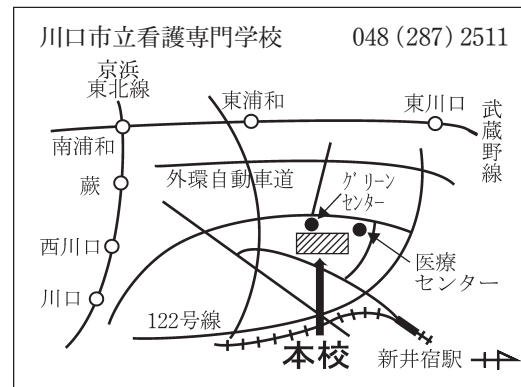 川口市立看護専門学校 048(287)2511
京浜
東北線
東浦和
東川口
武蔵野線
南浦和
外環自動車道
グリーン
センター
蕨
西川口
医療
センター
川口
122号線
本校
新井宿駅